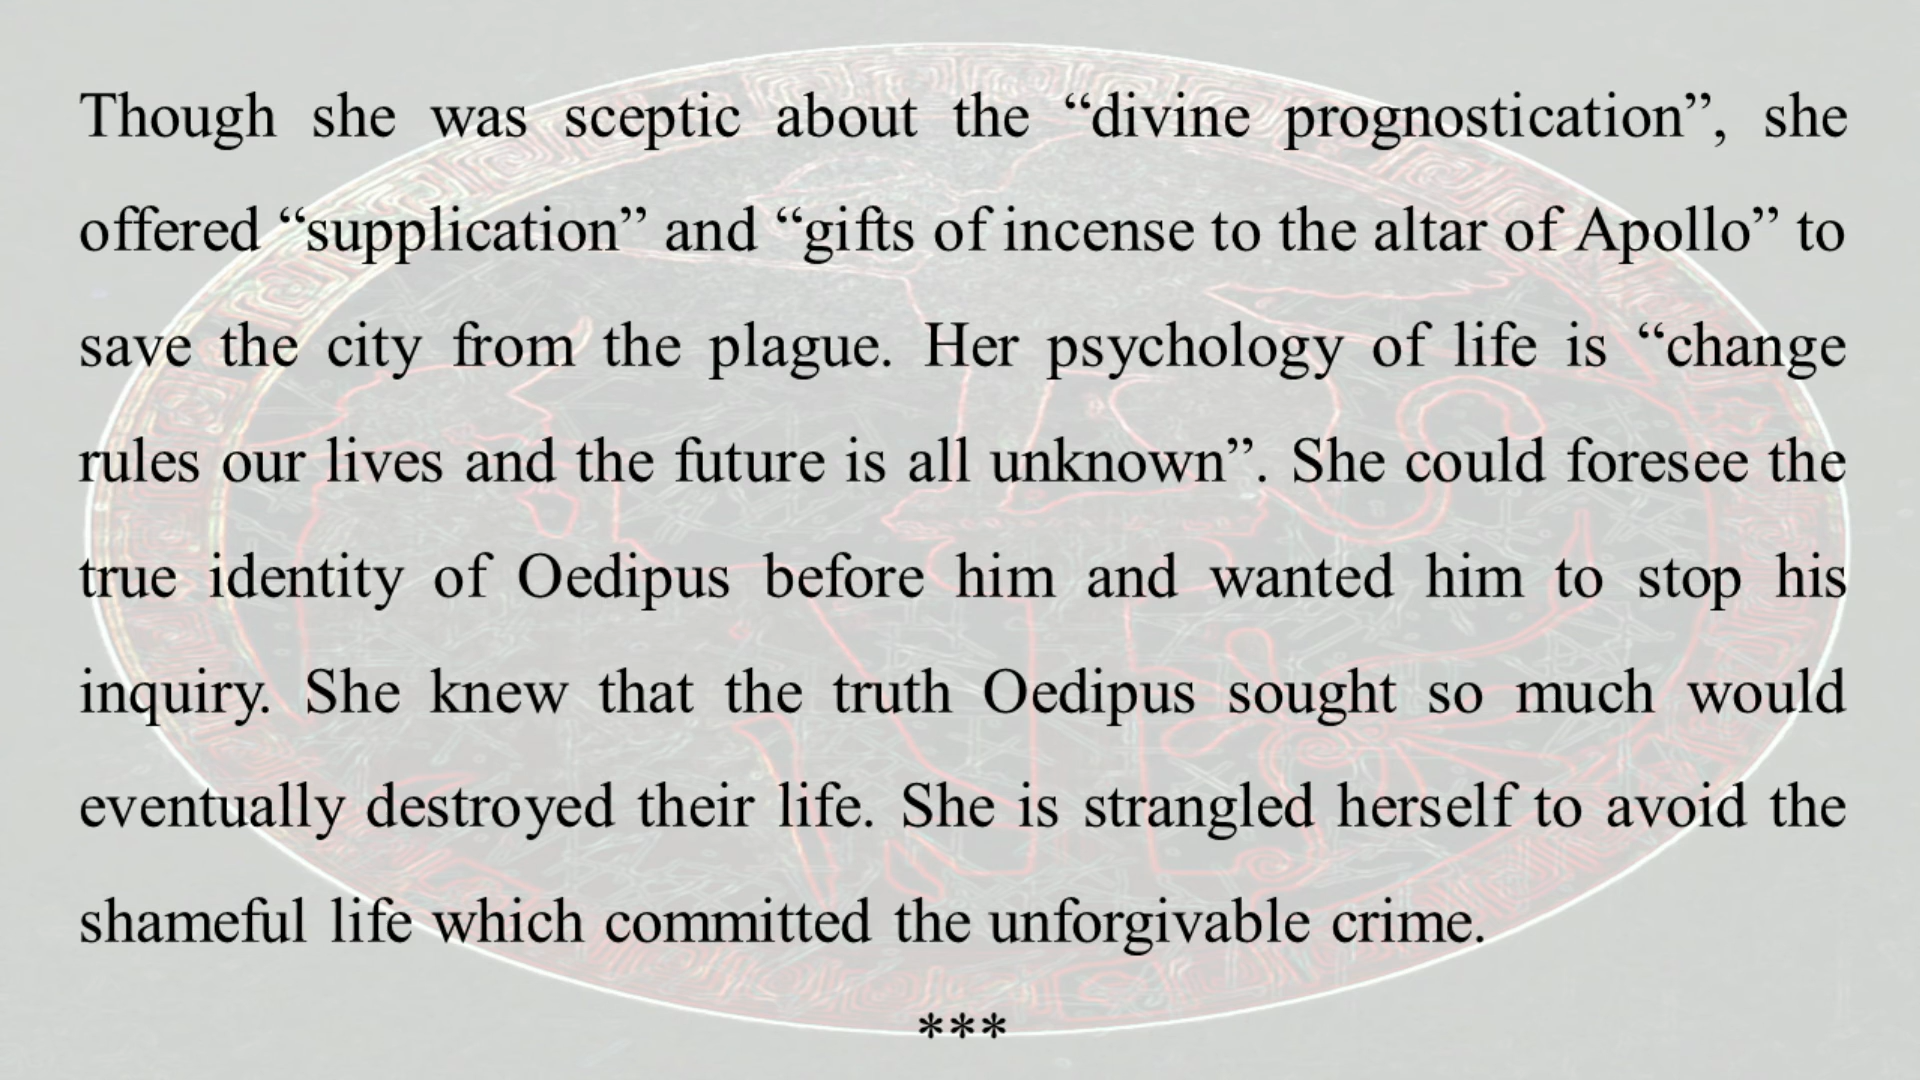 Though she was sceptic about the “divine prognostication”, she
offered “supplication” and “gifts of incense to the altar of Apollo” to
save the city from the plague. Her psychology of life is “change
rules our lives and the future is all unknown”. She could foresee the
true identity of Oedipus before him and wanted him to stop his
inquiry. She knew that the truth Oedipus sought so much would
eventually destroyed their life. She is strangled herself to avoid the
shameful life which committed the unforgivable crime.
***